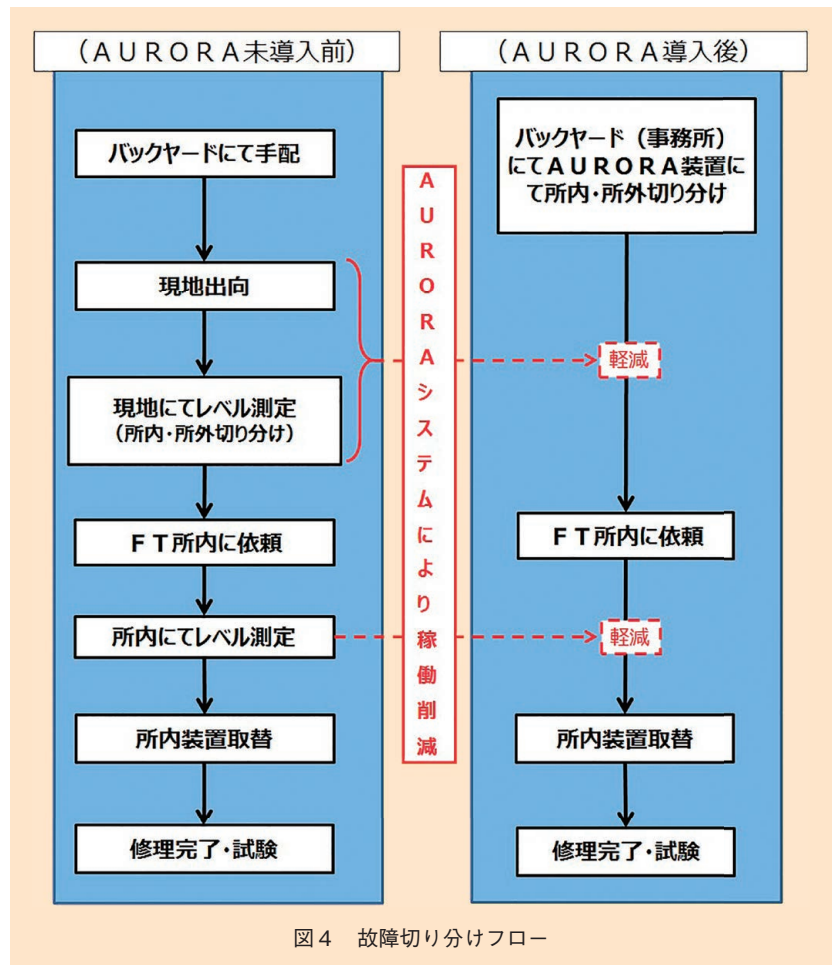 (ＡＵＲＯＲＡ未導入前)
バックヤードにて手配
現地出向
現地にてレベル測定
(所内・所外切り分け)
ＦＴ所内に依頼
所内にてレベル測定
所内装置取替
修理完了・試験
ＡＵＲＯＲＡシステムにより稼働削減
(ＡＵＲＯＲＡ導入後)
バックヤード（事務所）
にてＡＵＲＯＲＡ装置に
て所内・所外切り分け
軽減
ＦＴ所内に依頼
軽減
所内装置取替
修理完了・試験
図４　故障切り分けフロー